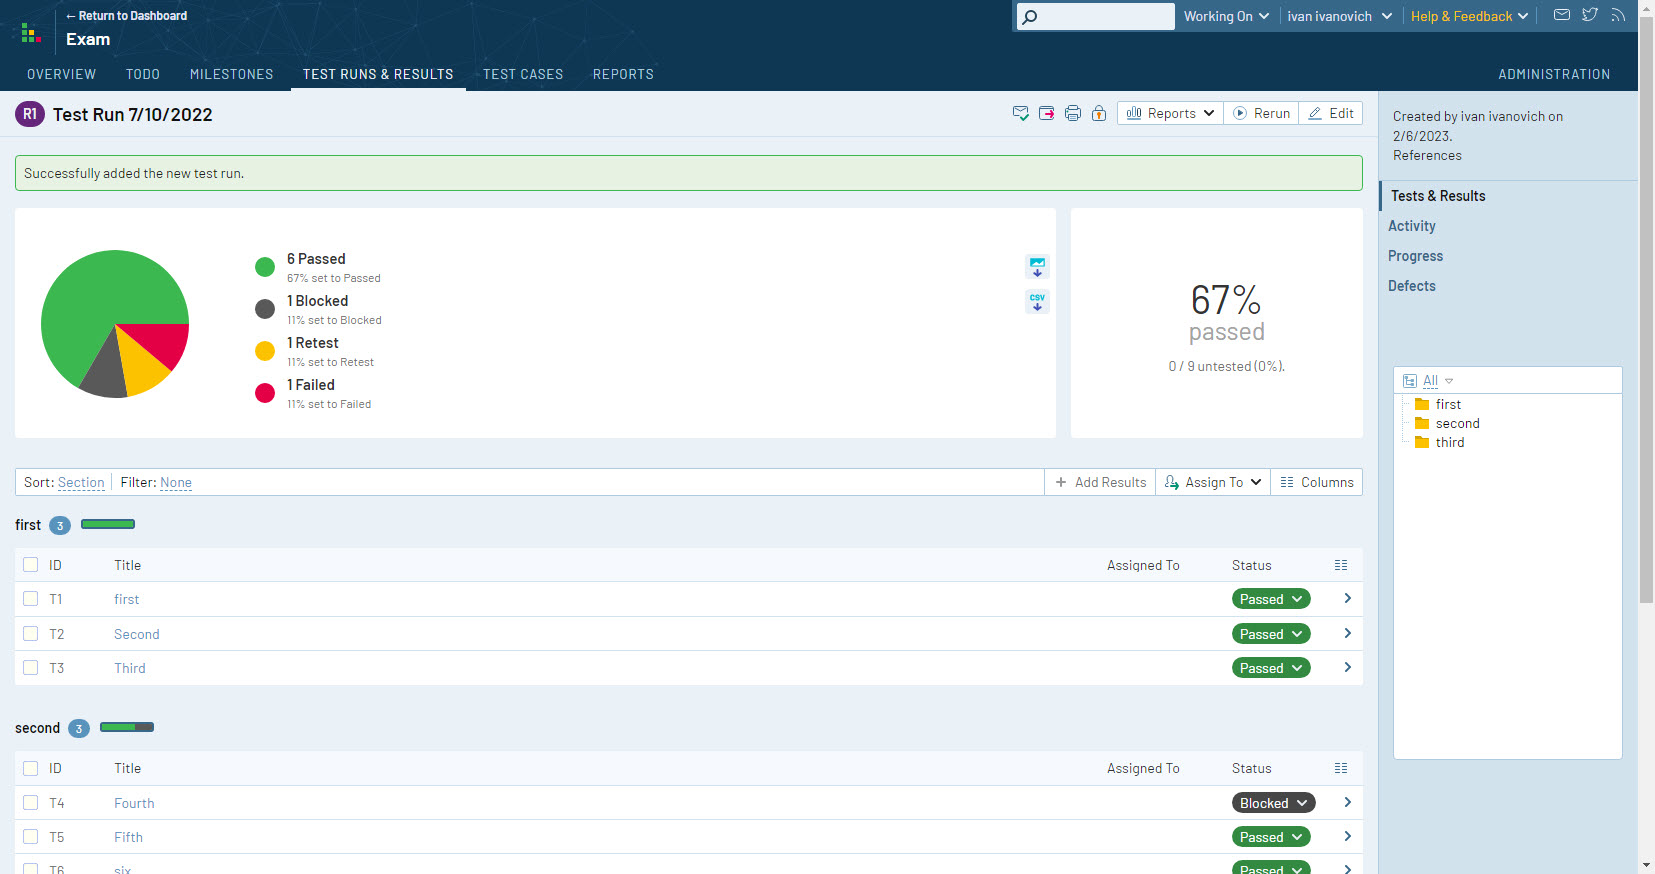 ← Return to Dashboard
Exam
Working On
ivan ivanovich
Help & Feedback
OVERVIEW TODO MILESTONES TEST RUNS & RESULTS TEST CASES REPORTS ADMINISTRATION
R1 Test Run 7/10/2022
Reports Rerun Edit
Created by ivan ivanovich on
2/6/2023.
References
Successfully added the new test run.
Tests & Results
Activity
Progress
Defects
6 Passed
67% set to Passed
1 Blocked
11% set to Blocked
1 Retest
11% set to Retest
1 Failed
11% set to Failed
CSV
67%
passed
0 / 9 untested (0%).
All
first
second
third
Sort: Section Filter: None Add Results Assign To Columns
first 3
ID Title Assigned To Status
T1 first Passed
T2 Second Passed
T3 Third Passed
second 3
ID Title Assigned To Status
T4 Fourth Blocked
T5 Fifth Passed
T6 six Passed